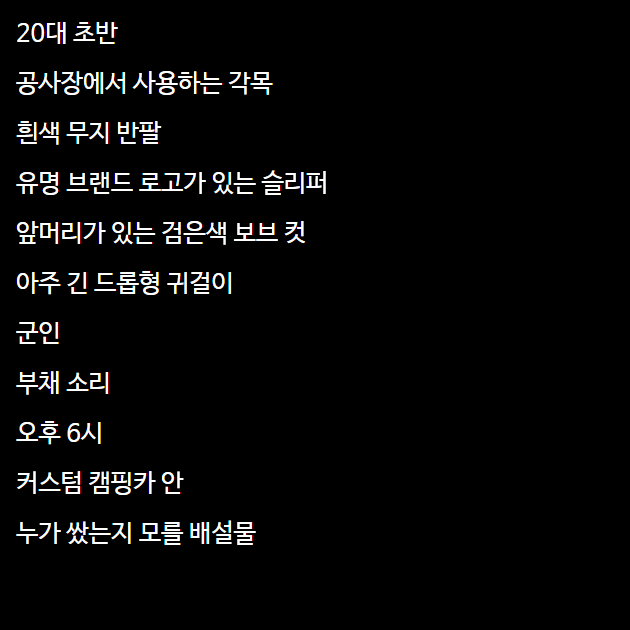 20대 초반
공사장에서 사용하는 각목
흰색 무지 반팔
유명 브랜드 로고가 있는 슬리퍼
앞머리가 있는 검은색 보브 컷
아주 긴 드롭형 귀걸이
군인
부채 소리
오후 6시
커스텀 캠핑카 안
누가 쌌는지 모를 배설물